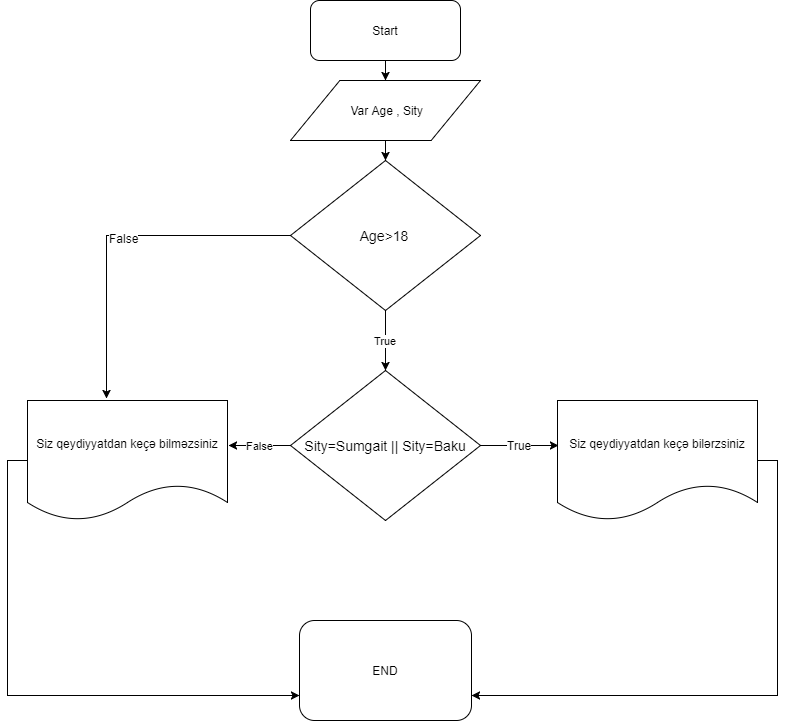 Start
Var Age , Sity
Age>18
False
True
Siz qeydiyyatdan keçə bilməzsiniz
False
Sity=Sumgait || Sity=Baku
True
Siz qeydiyyatdan keçə bilərzsiniz
END